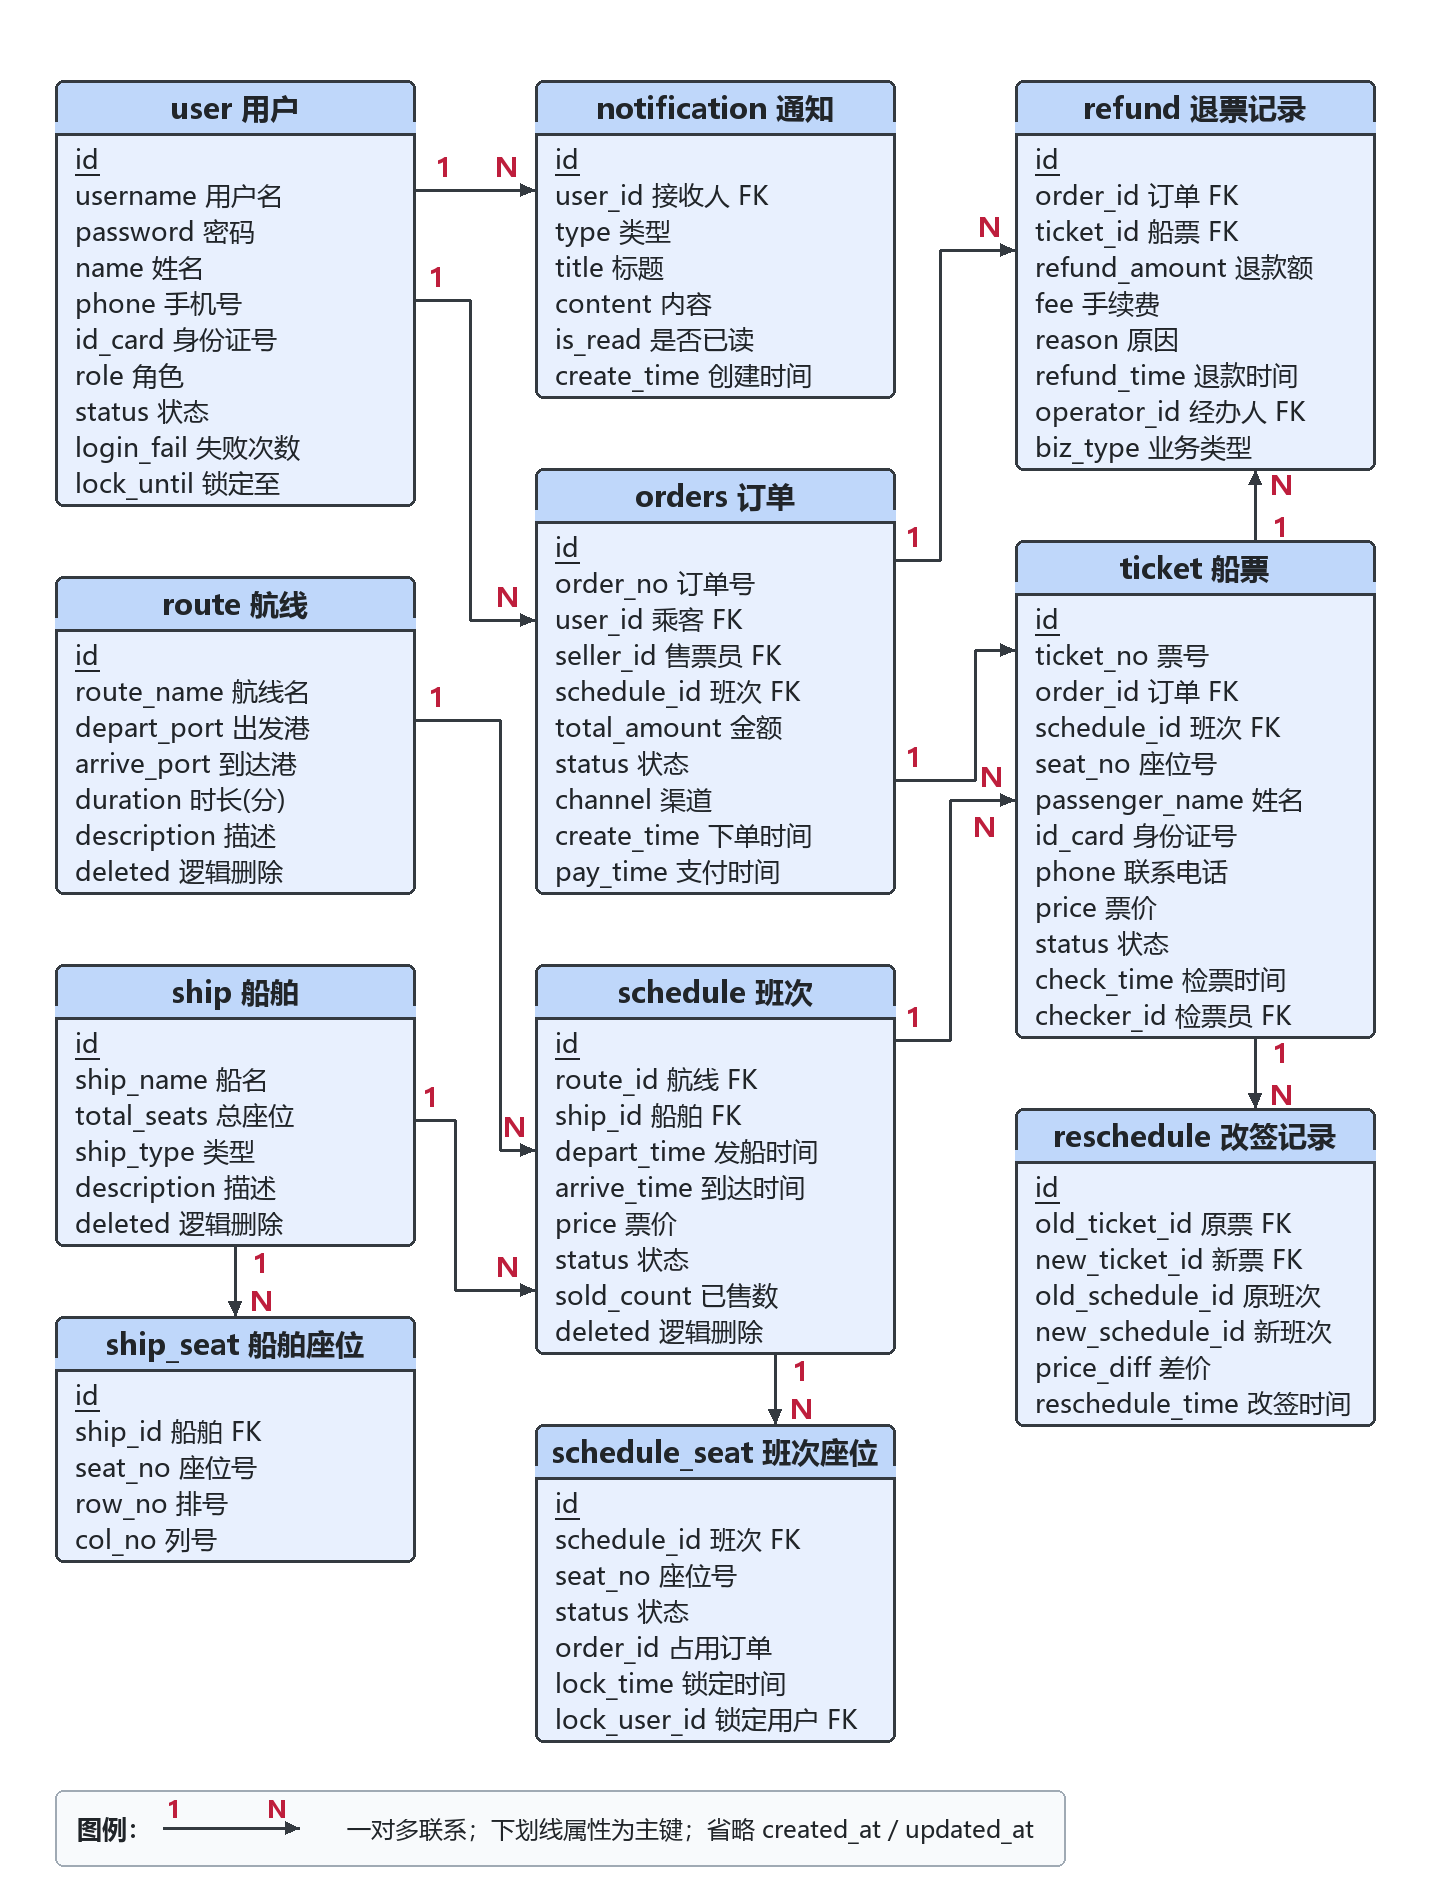 user 用户
id
username 用户名
password 密码
name 姓名
phone 手机号
id_card 身份证号
role 角色
status 状态
login_fail 失败次数
lock_until 锁定至
1
N
1
N
notification 通知
id
user_id 接收人 FK
type 类型
title 标题
content 内容
is_read 是否已读
create_time 创建时间
refund 退票记录
id
order_id 订单 FK
ticket_id 船票 FK
refund_amount 退款额
fee 手续费
reason 原因
refund_time 退款时间
operator_id 经办人 FK
biz_type 业务类型
N
1
N
1
orders 订单
id
order_no 订单号
user_id 乘客 FK
seller_id 售票员 FK
schedule_id 班次 FK
total_amount 金额
status 状态
channel 渠道
create_time 下单时间
pay_time 支付时间
1
N
route 航线
id
route_name 航线名
depart_port 出发港
arrive_port 到达港
duration 时长(分)
description 描述
deleted 逻辑删除
1
N
ticket 船票
id
ticket_no 票号
order_id 订单 FK
schedule_id 班次 FK
seat_no 座位号
passenger_name 姓名
id_card 身份证号
phone 联系电话
price 票价
status 状态
check_time 检票时间
checker_id 检票员 FK
N
1
1
N
ship 船舶
id
ship_name 船名
total_seats 总座位
ship_type 类型
description 描述
deleted 逻辑删除
1
N
1
N
schedule 班次
id
route_id 航线 FK
ship_id 船舶 FK
depart_time 发船时间
arrive_time 到达时间
price 票价
status 状态
sold_count 已售数
deleted 逻辑删除
1
N
reschedule 改签记录
id
old_ticket_id 原票 FK
new_ticket_id 新票 FK
old_schedule_id 原班次
new_schedule_id 新班次
price_diff 差价
reschedule_time 改签时间
ship_seat 船舶座位
id
ship_id 船舶 FK
seat_no 座位号
row_no 排号
col_no 列号
schedule_seat 班次座位
id
schedule_id 班次 FK
seat_no 座位号
status 状态
order_id 占用订单
lock_time 锁定时间
lock_user_id 锁定用户 FK
图例： 1 N 一对多联系；下划线属性为主键；省略 created_at / updated_at